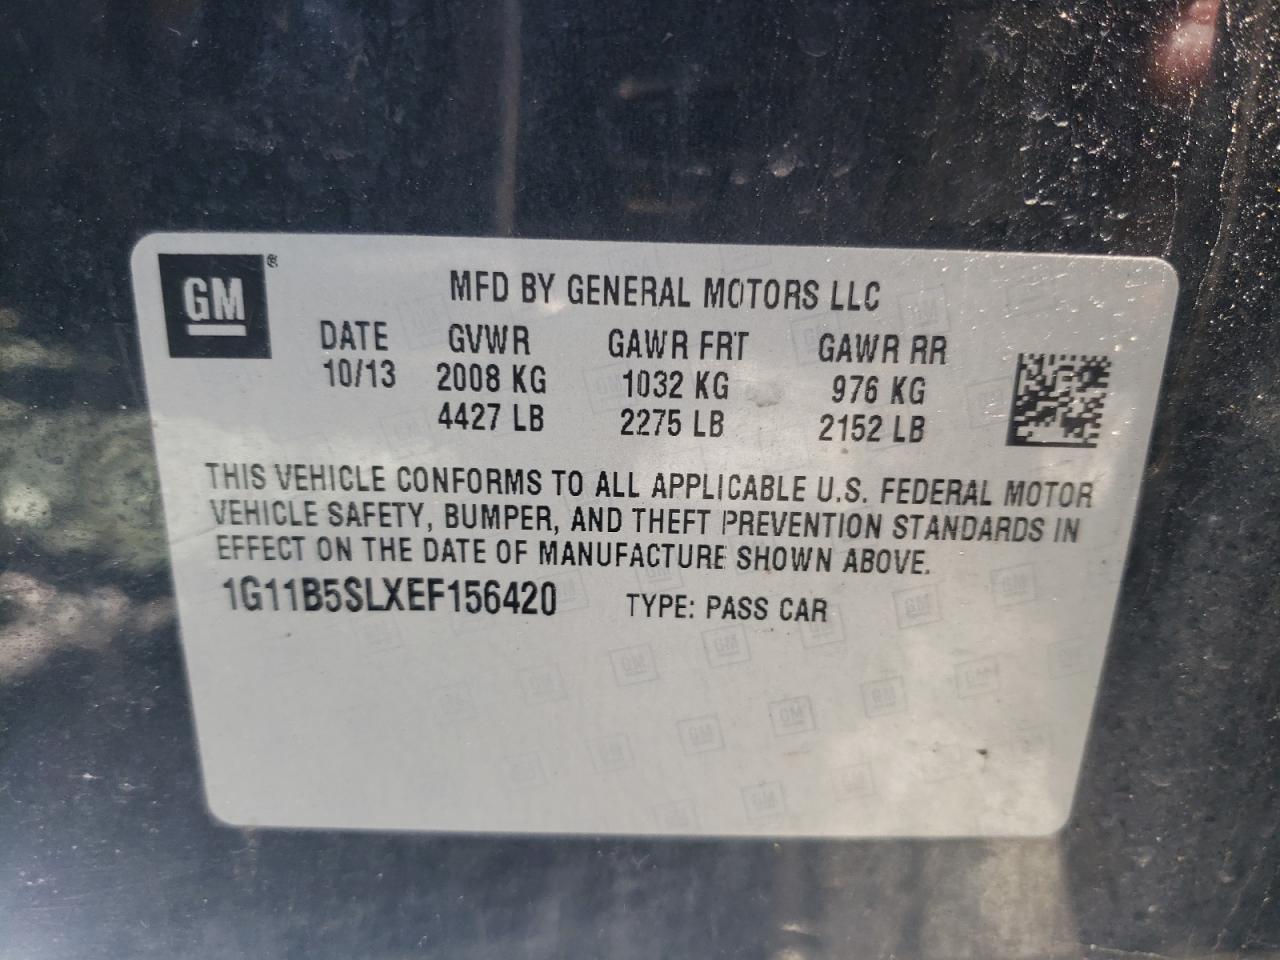 GM®
MFD BY GENERAL MOTORS LLC
DATE GVWR GAWR FRT GAWR RR
10/13 2008 KG 1032 KG 976 KG
4427 LB 2275 LB 2152 LB
THIS VEHICLE CONFORMS TO ALL APPLICABLE U.S. FEDERAL MOTOR
VEHICLE SAFETY, BUMPER, AND THEFT PREVENTION STANDARDS IN
EFFECT ON THE DATE OF MANUFACTURE SHOWN ABOVE.
1G11B5SLXEF156420 TYPE: PASS CAR